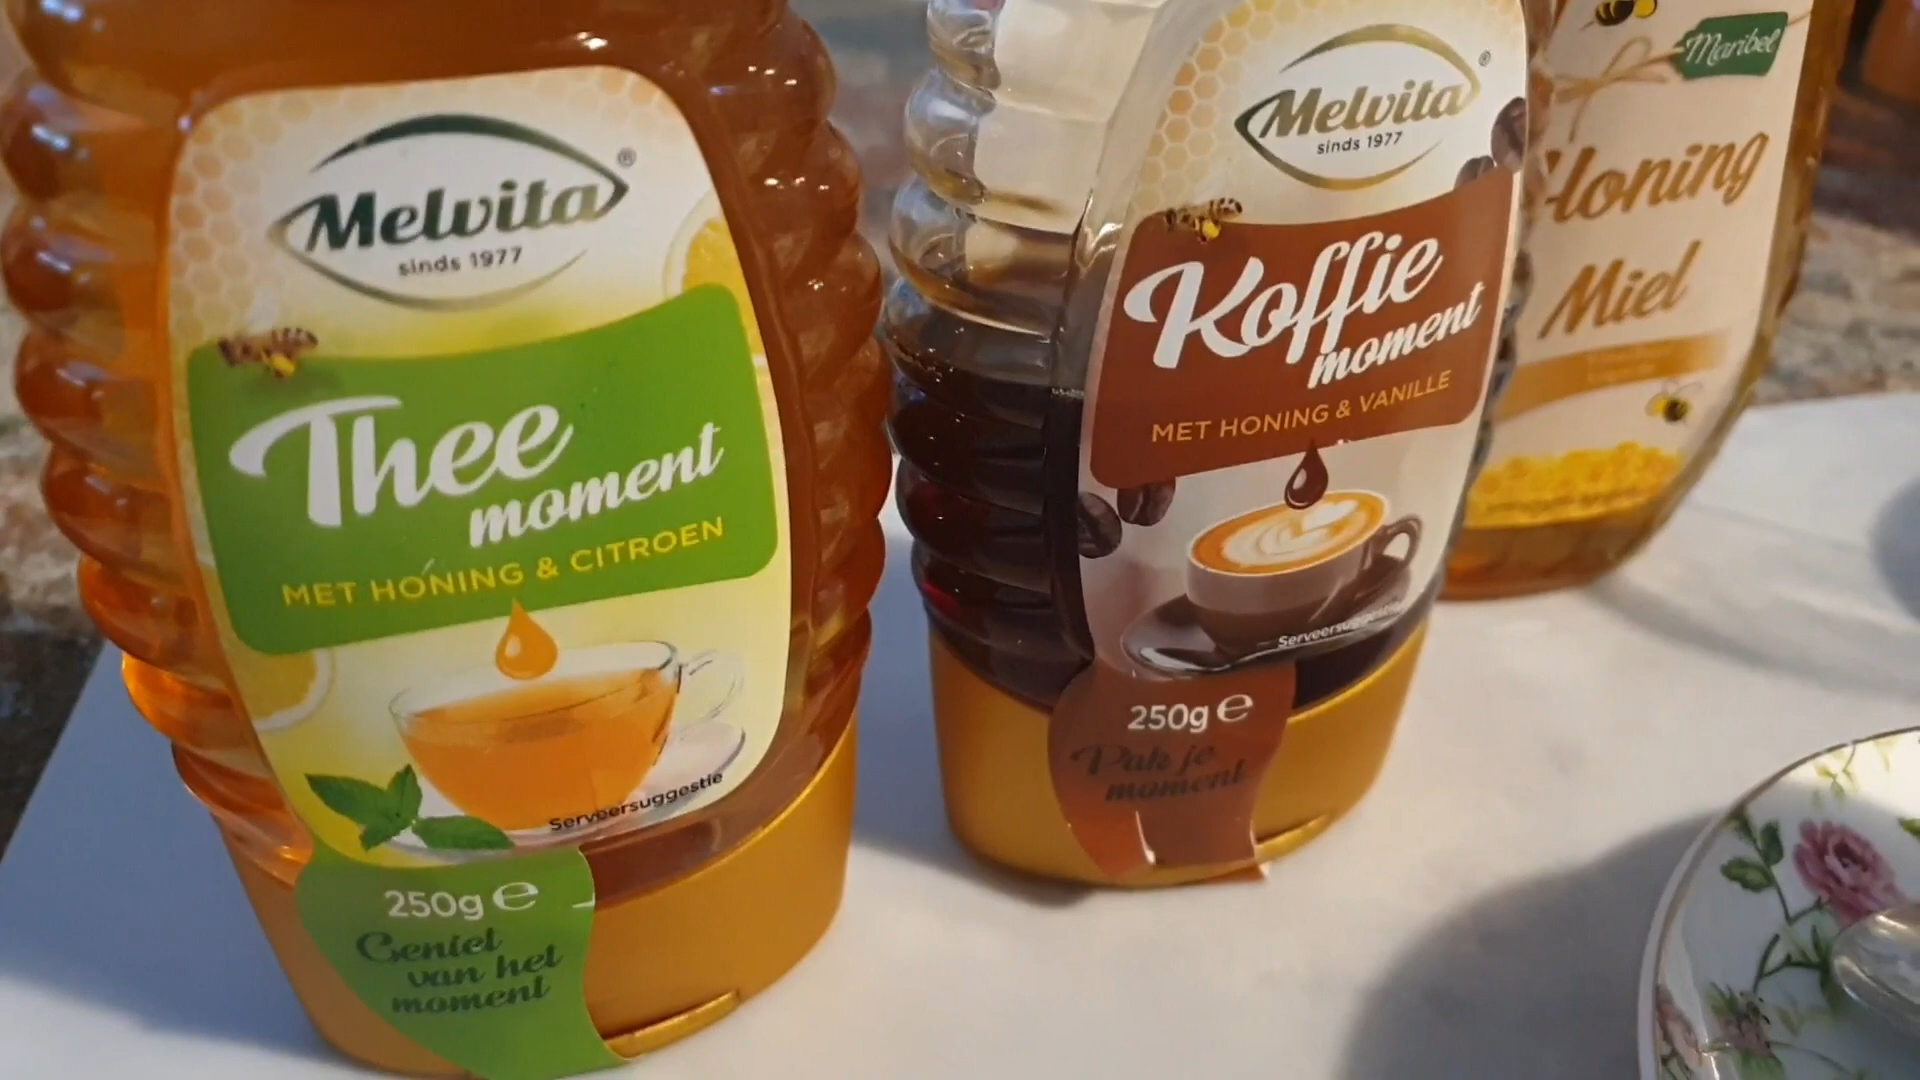 Melvita®
sinds 1977
Thee
moment
MET HONING & CITROEN
Serveersuggestie
250g ℮
Geniet
van het
moment
Melvita®
sinds 1977
Koffie
moment
MET HONING & VANILLE
Serveersuggestie
250g ℮
Pak je
moment
Maribel
Honing
Miel